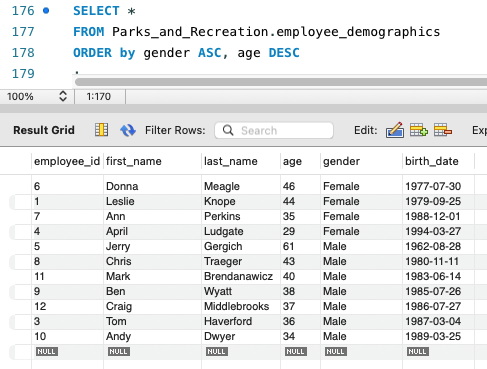 176 SELECT *
177 FROM Parks_and_Recreation.employee_demographics
178 ORDER by gender ASC, age DESC
179 ;
100% 1:170
Result Grid Filter Rows: Search Edit: Exp
employee_id first_name last_name age gender birth_date
6 Donna Meagle 46 Female 1977-07-30
1 Leslie Knope 44 Female 1979-09-25
7 Ann Perkins 35 Female 1988-12-01
4 April Ludgate 29 Female 1994-03-27
5 Jerry Gergich 61 Male 1962-08-28
8 Chris Traeger 43 Male 1980-11-11
11 Mark Brendanawicz 40 Male 1983-06-14
9 Ben Wyatt 38 Male 1985-07-26
12 Craig Middlebrooks 37 Male 1986-07-27
3 Tom Haverford 36 Male 1987-03-04
10 Andy Dwyer 34 Male 1989-03-25
NULL NULL NULL NULL NULL NULL